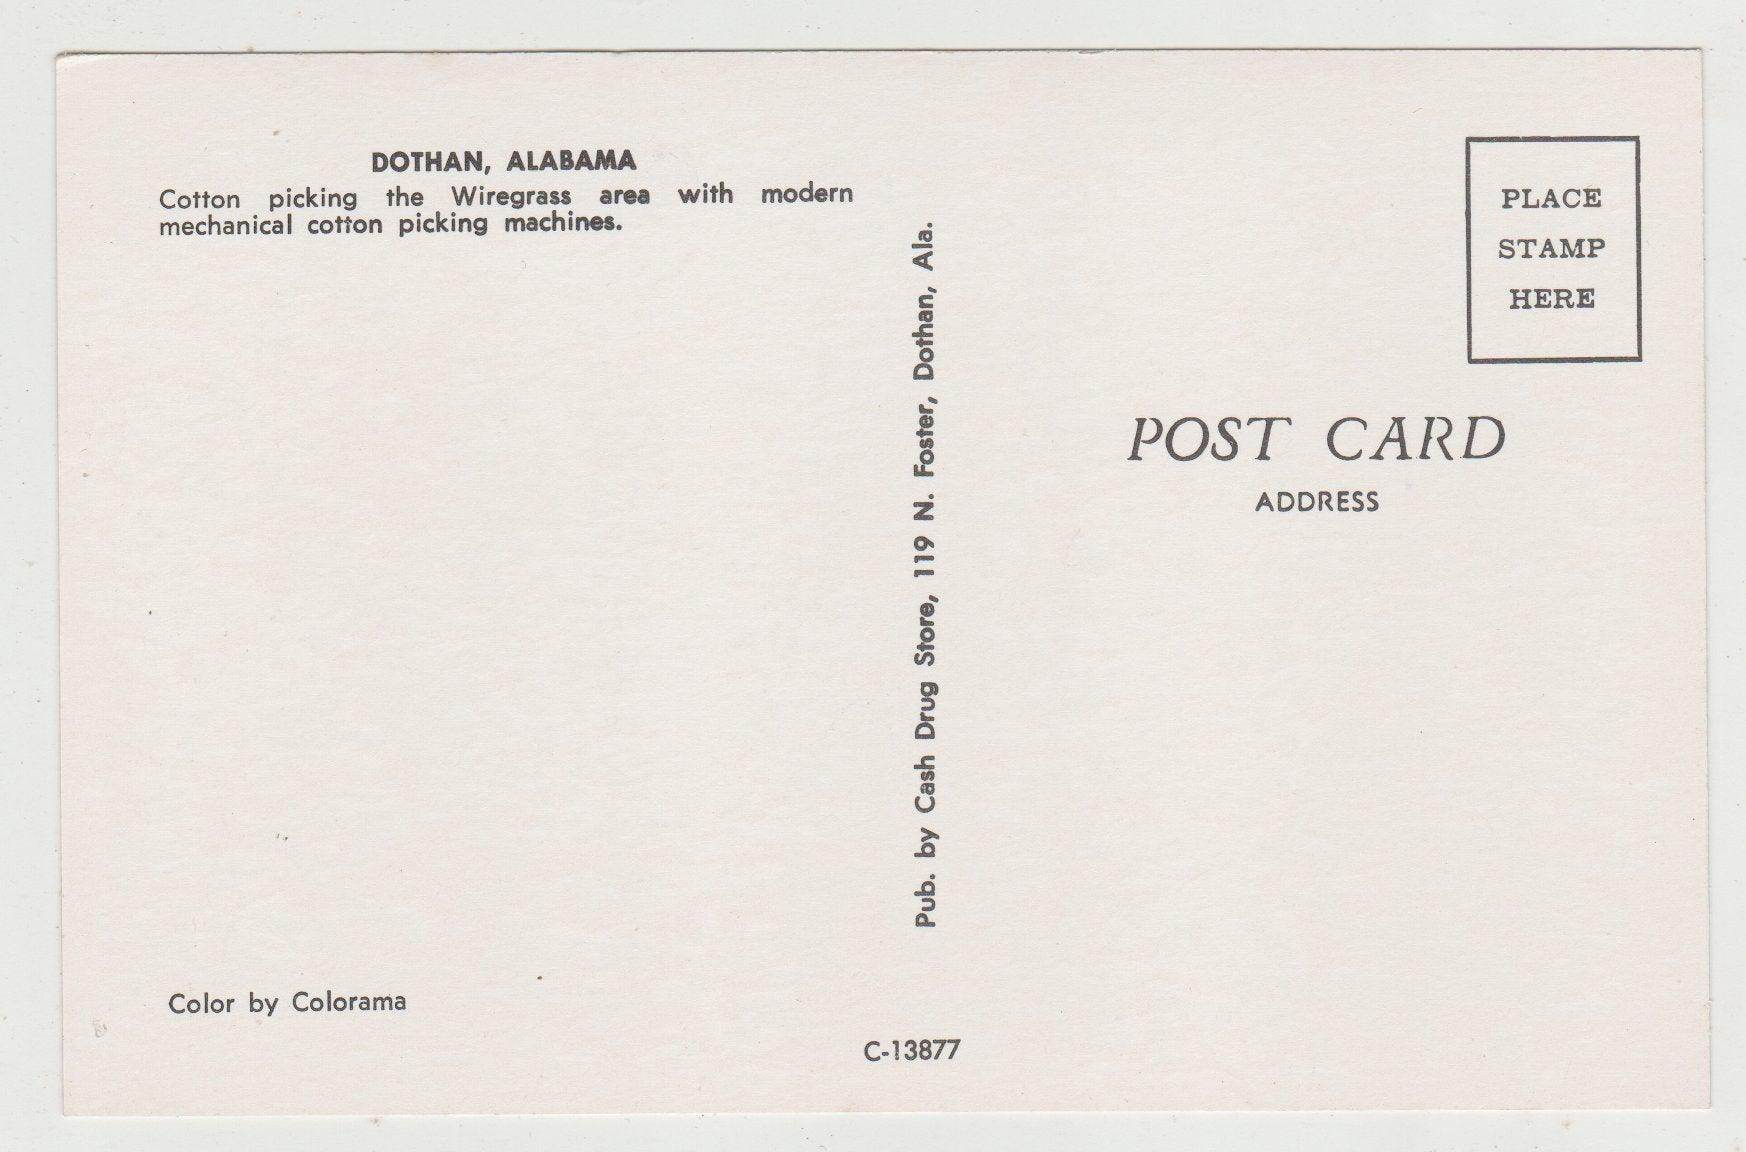 DOTHAN, ALABAMA
Cotton picking the Wiregrass area with modern
mechanical cotton picking machines.
Color by Colorama
Pub. by Cash Drug Store, 119 N. Foster, Dothan, Ala.
C-13877
PLACE
STAMP
HERE
POST CARD
ADDRESS